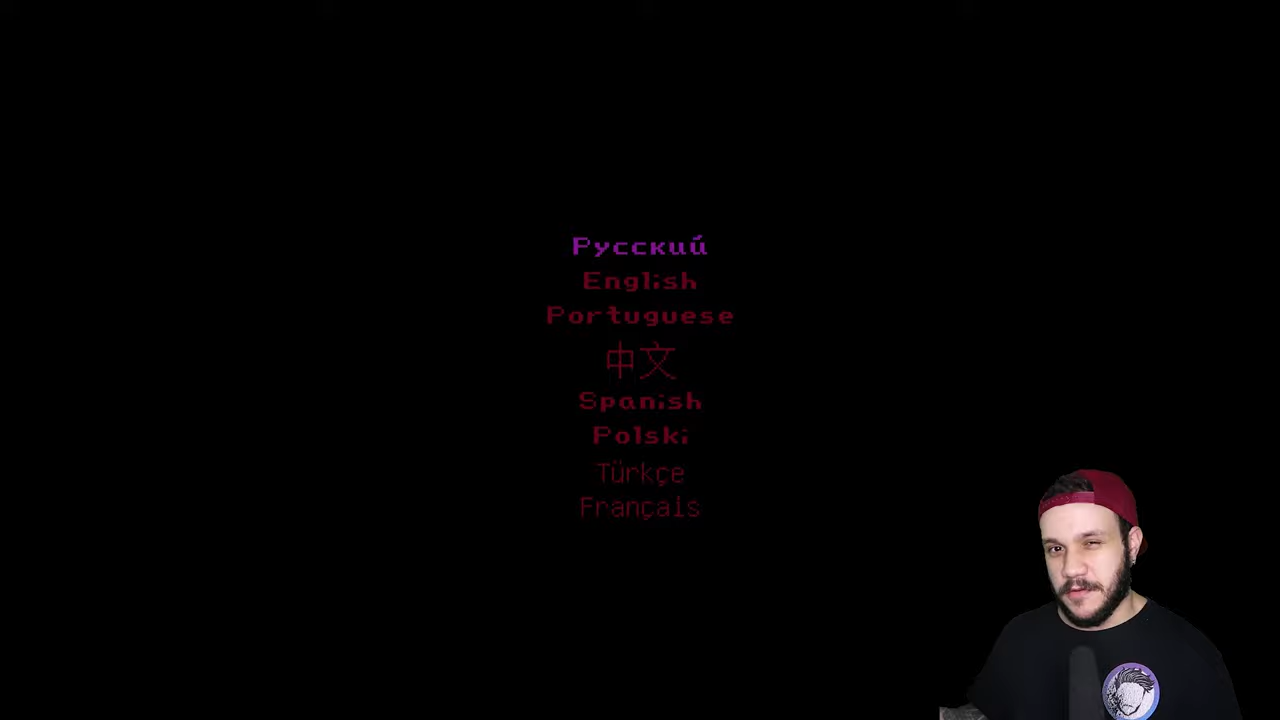 Русский
English
Portuguese
中文
Spanish
Polski
Türkçe
Français